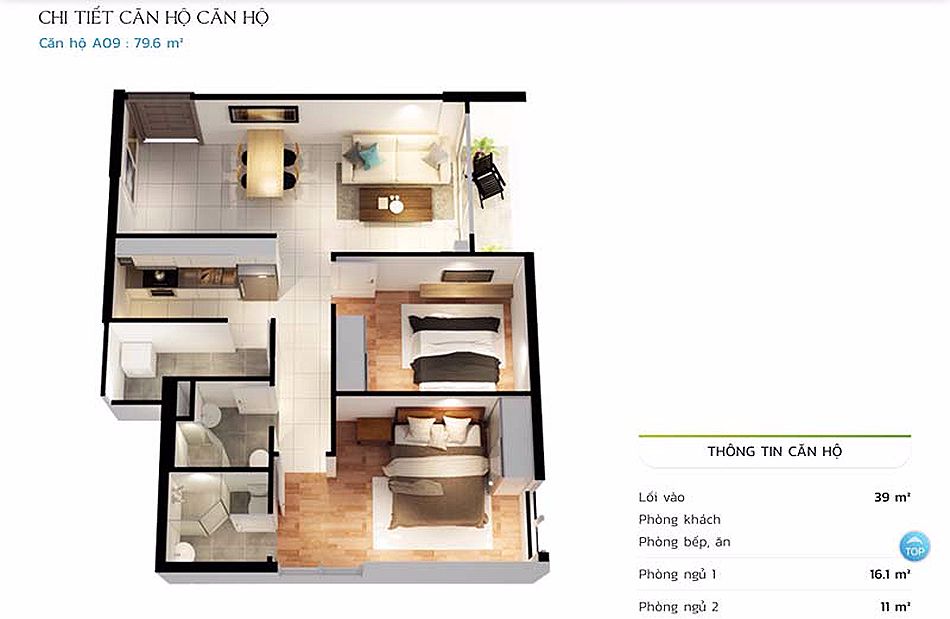 CHI TIẾT CĂN HỘ CĂN HỘ
Căn hộ A09 : 79.6 m²
THÔNG TIN CĂN HỘ
Lối vào 39 m²
Phòng khách
Phòng bếp, ăn
TOP
Phòng ngủ 1 16.1 m²
Phòng ngủ 2 11 m²